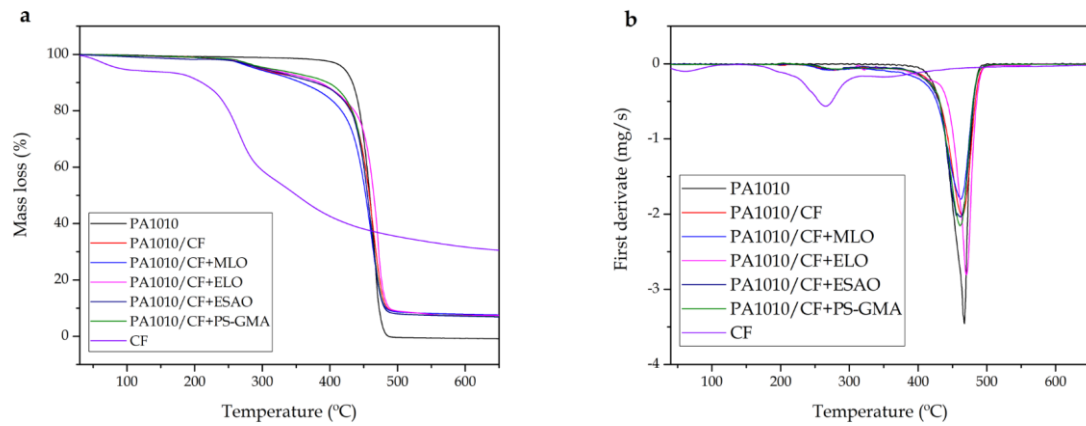 a
100
80
60
40
20
0
Mass loss (%)
PA1010
PA1010/CF
PA1010/CF+MLO
PA1010/CF+ELO
PA1010/CF+ESAO
PA1010/CF+PS-GMA
CF
100
200
300
400
500
600
Temperature (ºC)
b
0
-1
-2
-3
-4
First derivate (mg/s)
PA1010
PA1010/CF
PA1010/CF+MLO
PA1010/CF+ELO
PA1010/CF+ESAO
PA1010/CF+PS-GMA
CF
100
200
300
400
500
600
Temperature (ºC)